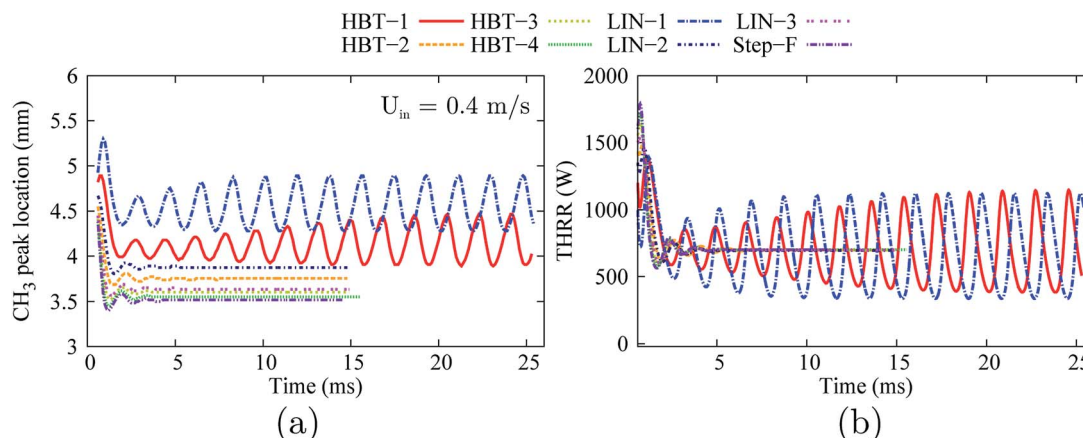 HBT−1 HBT−3 LIN−1 LIN−3
HBT−2 HBT−4 LIN−2 Step−F
6
5.5
5
4.5
4
3.5
3
CH₃ peak location (mm)
U_in = 0.4 m/s
0 5 10 15 20 25
Time (ms)
(a)
2000
1500
1000
500
0
THRR (W)
5 10 15 20 25
Time (ms)
(b)